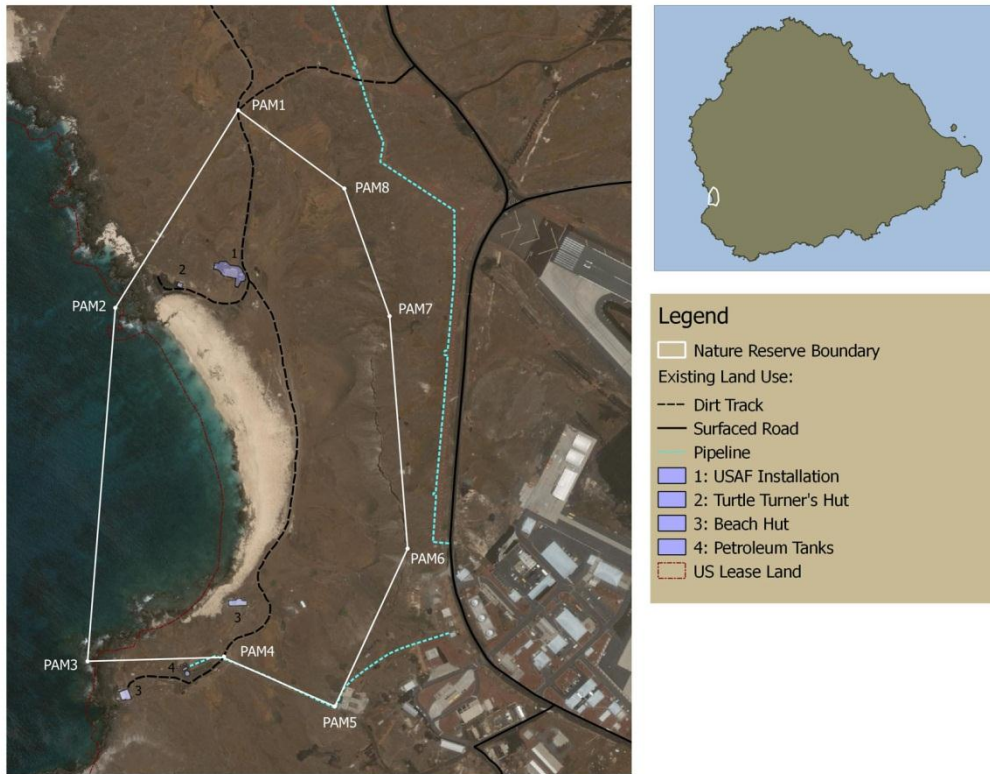 PAM1
PAM8
1
2
PAM2
PAM7
PAM6
3
PAM4
4
PAM3
3
PAM5
Legend
Nature Reserve Boundary
Existing Land Use:
Dirt Track
Surfaced Road
Pipeline
1: USAF Installation
2: Turtle Turner's Hut
3: Beach Hut
4: Petroleum Tanks
US Lease Land